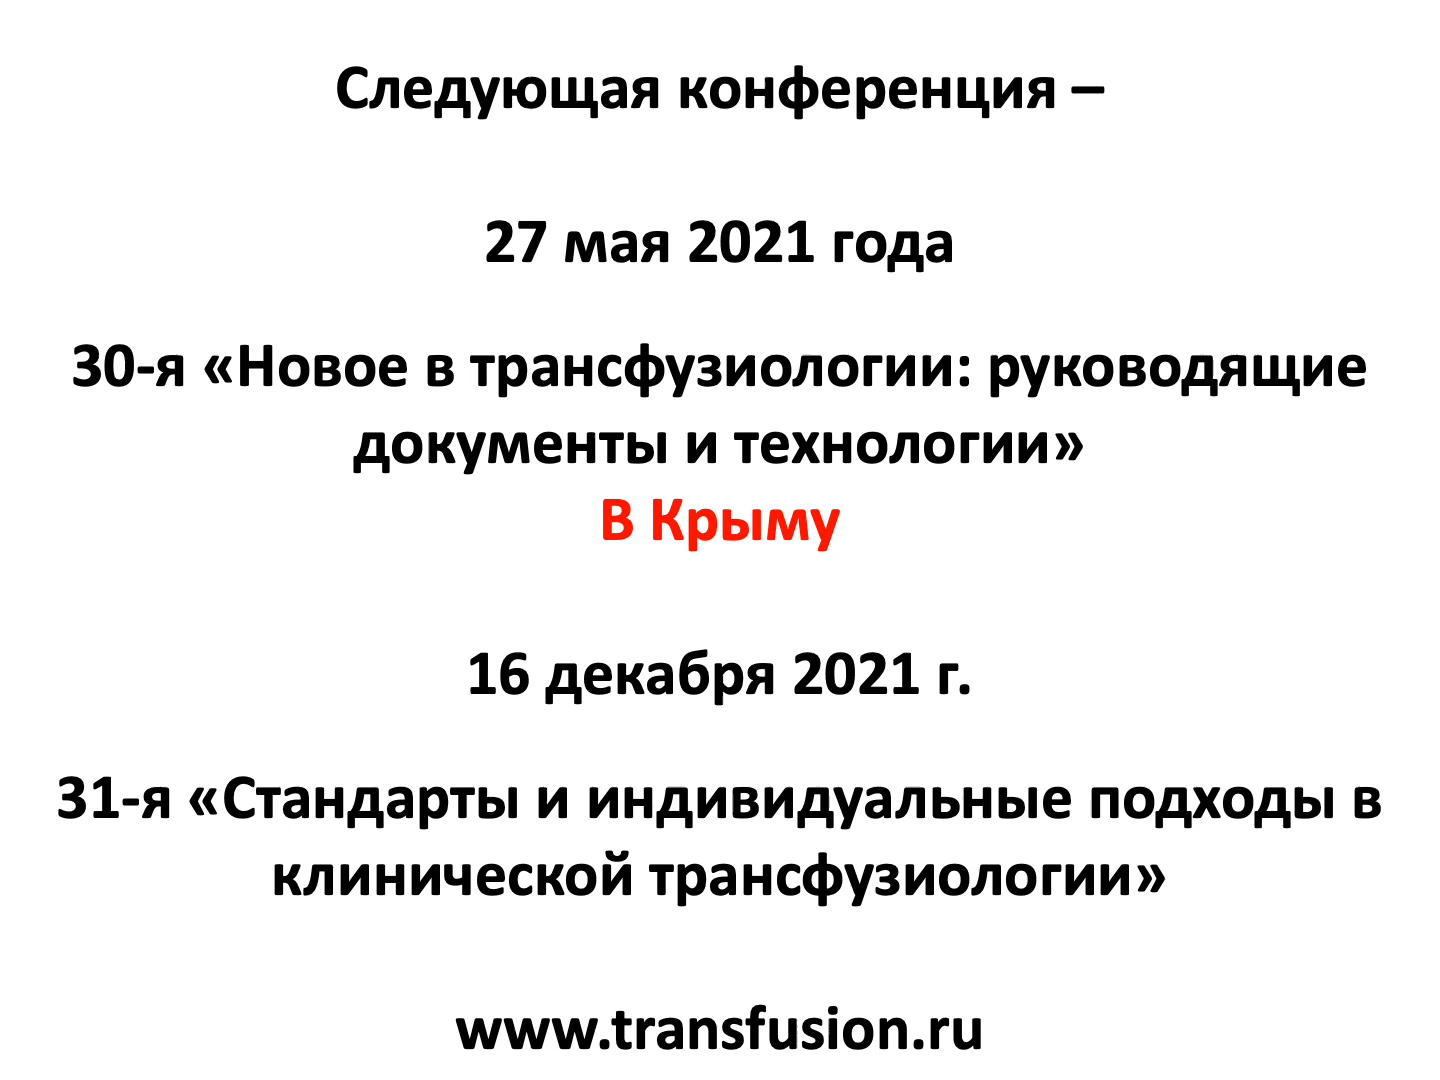 Следующая конференция –
27 мая 2021 года
30-я «Новое в трансфузиологии: руководящие
документы и технологии»
В Крыму
16 декабря 2021 г.
31-я «Стандарты и индивидуальные подходы в
клинической трансфузиологии»
www.transfusion.ru